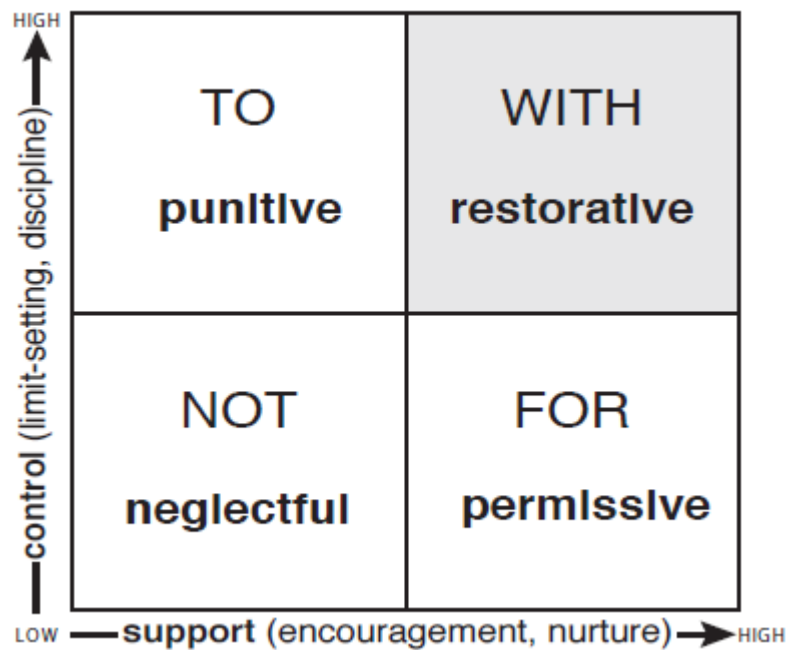 HIGH
control (limit-setting, discipline)
TO
punitive
WITH
restorative
NOT
neglectful
FOR
permissive
LOW
support (encouragement, nurture)
HIGH